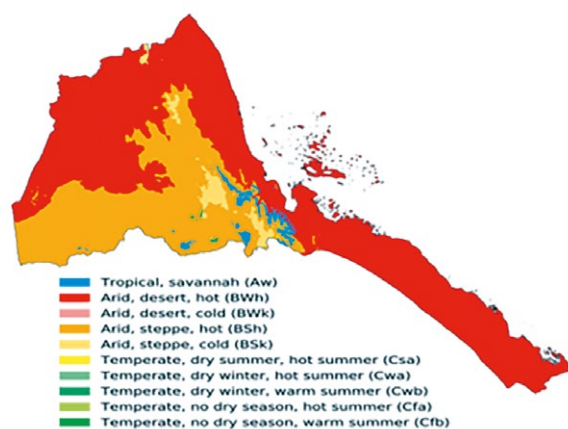 Tropical, savannah (Aw)
Arid, desert, hot (BWh)
Arid, desert, cold (BWk)
Arid, steppe, hot (BSh)
Arid, steppe, cold (BSk)
Temperate, dry summer, hot summer (Csa)
Temperate, dry winter, hot summer (Cwa)
Temperate, dry winter, warm summer (Cwb)
Temperate, no dry season, hot summer (Cfa)
Temperate, no dry season, warm summer (Cfb)